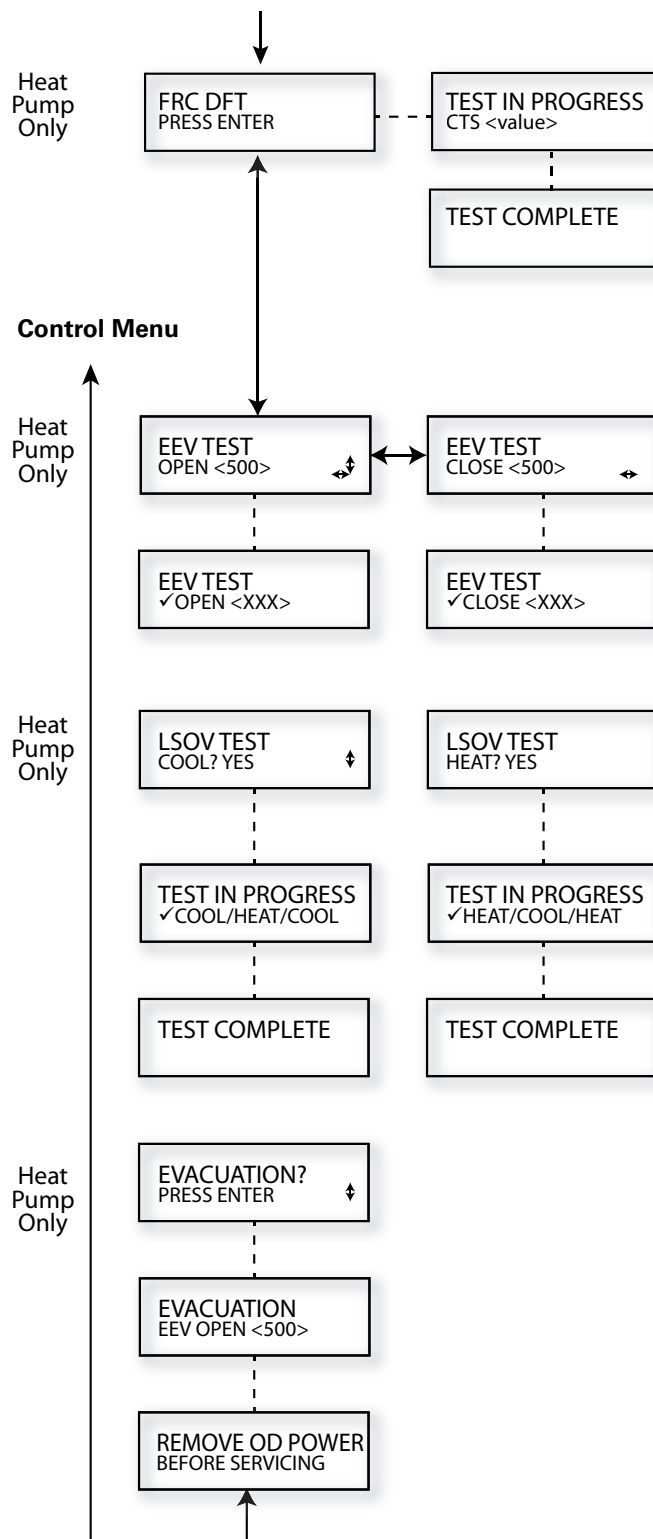 Heat
Pump
Only
FRC DFT
PRESS ENTER
TEST IN PROGRESS
CTS <value>
TEST COMPLETE
Control Menu
Heat
Pump
Only
EEV TEST
OPEN <500>
EEV TEST
CLOSE <500>
EEV TEST
✓OPEN <XXX>
EEV TEST
✓CLOSE <XXX>
Heat
Pump
Only
LSOV TEST
COOL? YES
LSOV TEST
HEAT? YES
TEST IN PROGRESS
✓COOL/HEAT/COOL
TEST IN PROGRESS
✓HEAT/COOL/HEAT
TEST COMPLETE
TEST COMPLETE
Heat
Pump
Only
EVACUATION?
PRESS ENTER
EVACUATION
EEV OPEN <500>
REMOVE OD POWER
BEFORE SERVICING